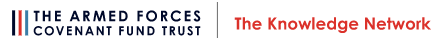 THE ARMED FORCES
COVENANT FUND TRUST
The Knowledge Network